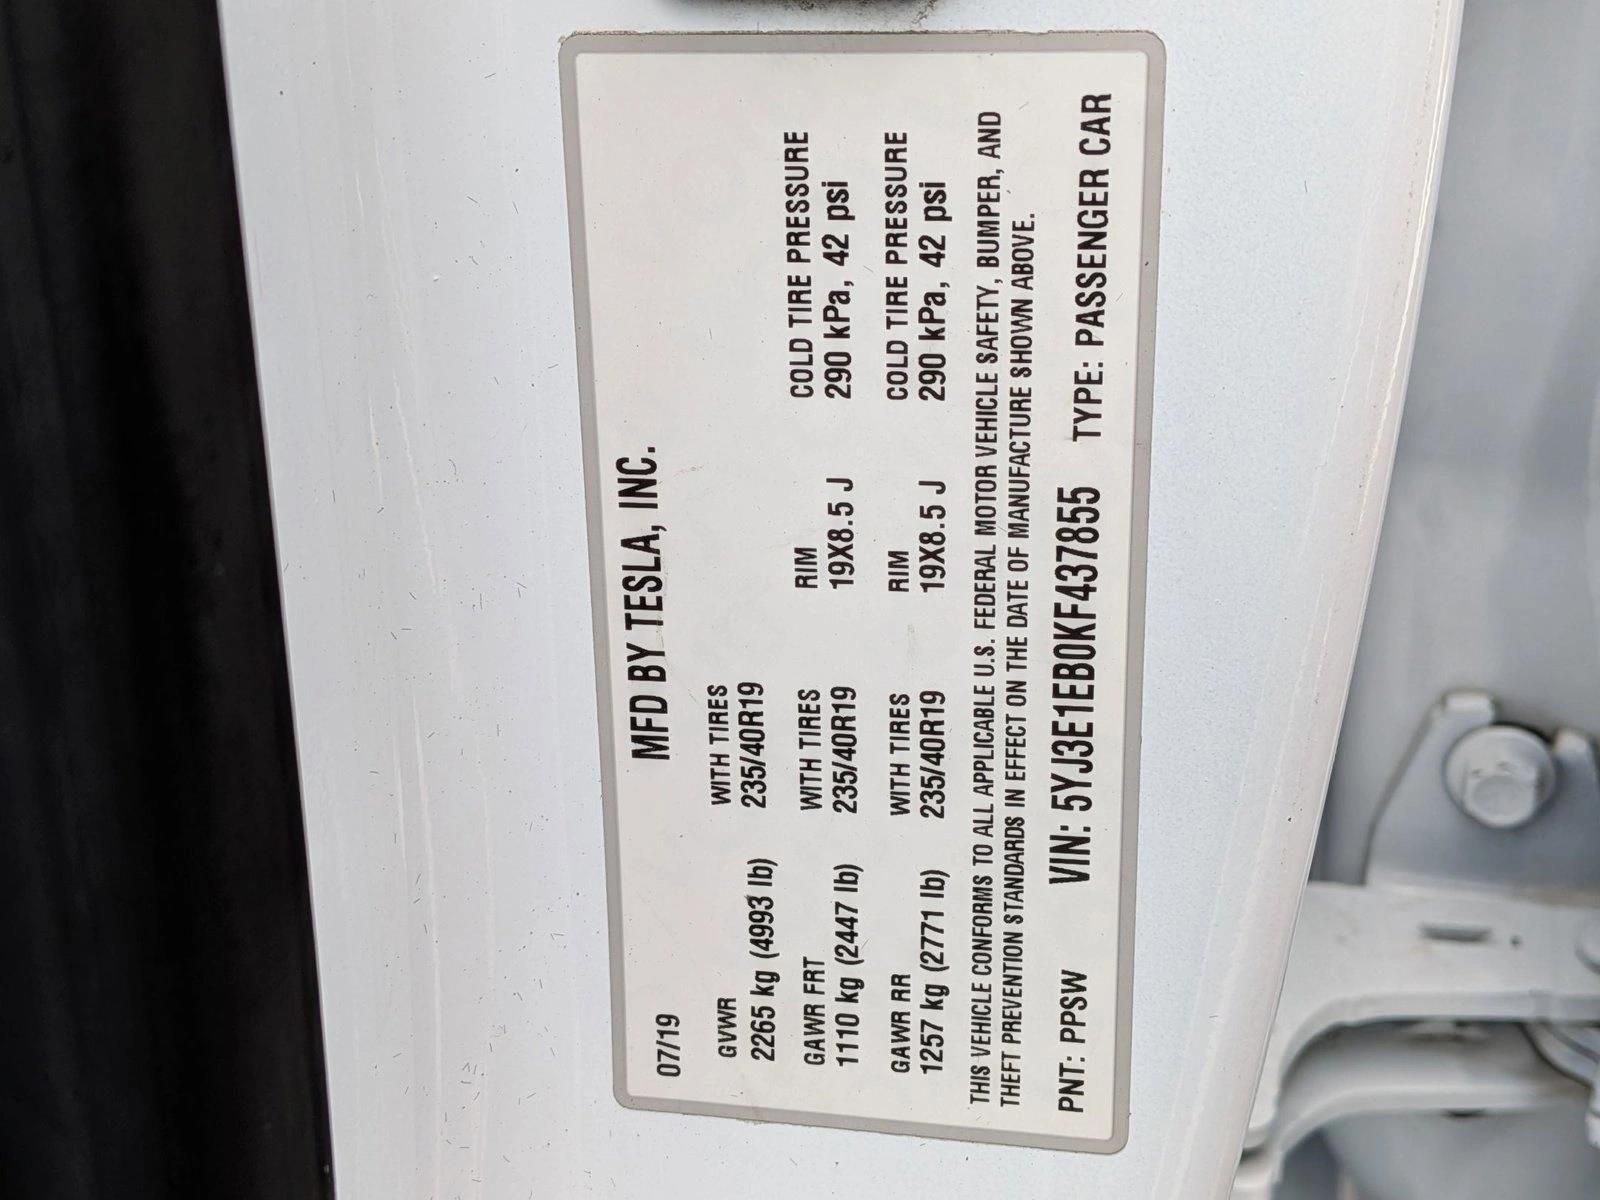 07/19 MFD BY TESLA, INC.
GVWR WITH TIRES
2265 kg (4993 lb) 235/40R19
GAWR FRT WITH TIRES RIM COLD TIRE PRESSURE
1110 kg (2447 lb) 235/40R19 19X8.5 J 290 kPa, 42 psi
GAWR RR WITH TIRES RIM COLD TIRE PRESSURE
1257 kg (2771 lb) 235/40R19 19X8.5 J 290 kPa, 42 psi
THIS VEHICLE CONFORMS TO ALL APPLICABLE U.S. FEDERAL MOTOR VEHICLE SAFETY, BUMPER, AND
THEFT PREVENTION STANDARDS IN EFFECT ON THE DATE OF MANUFACTURE SHOWN ABOVE.
PNT: PPSW VIN: 5YJ3E1EB0KF437855 TYPE: PASSENGER CAR